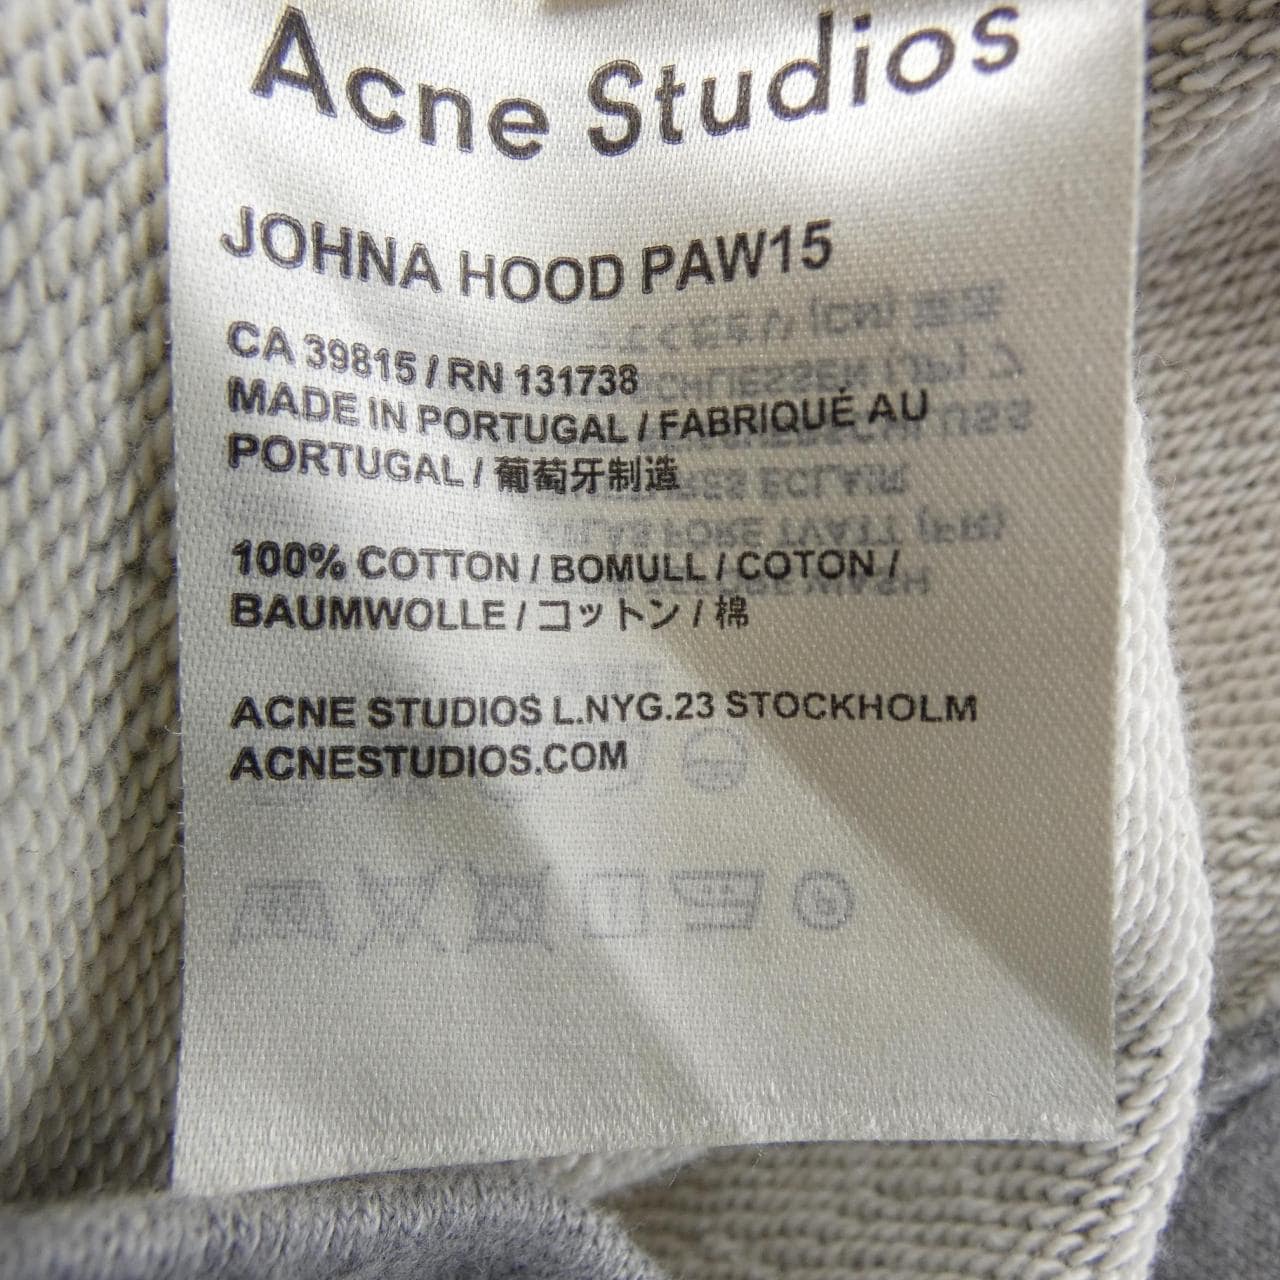 Acne Studios
JOHNA HOOD PAW15
CA 39815 / RN 131738
MADE IN PORTUGAL / FABRIQUÉ AU
PORTUGAL / 葡萄牙制造
100% COTTON / BOMULL / COTON /
BAUMWOLLE / コットン / 棉
ACNE STUDIOS L.NYG.23 STOCKHOLM
ACNESTUDIOS.COM